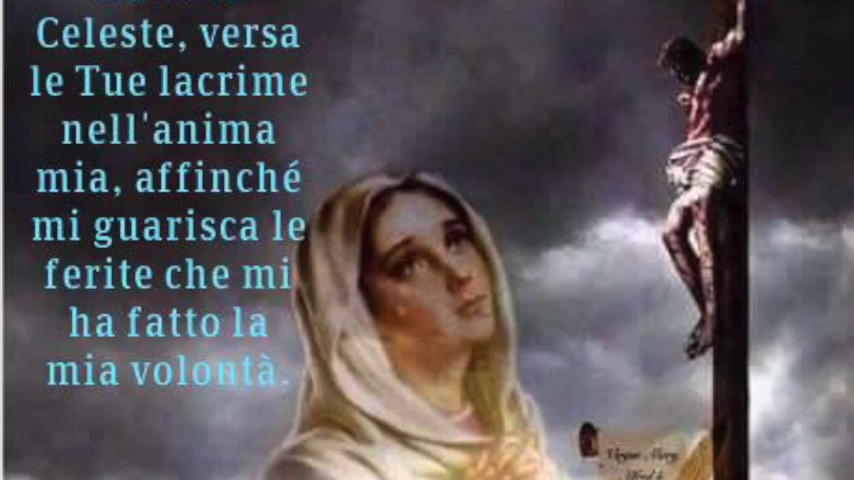 Celeste, versa
le Tue lacrime
nell'anima
mia, affinché
mi guarisca le
ferite che mi
ha fatto la
mia volontà.